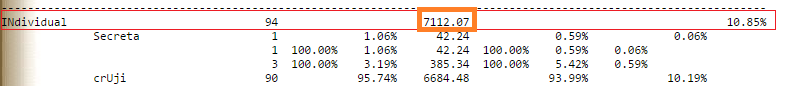 INdividual 94 7112.07 10.85%
Secreta 1 1.06% 42.24 0.59% 0.06%
1 100.00% 1.06% 42.24 100.00% 0.59% 0.06%
3 100.00% 3.19% 385.34 100.00% 5.42% 0.59%
crUji 90 95.74% 6684.48 93.99% 10.19%